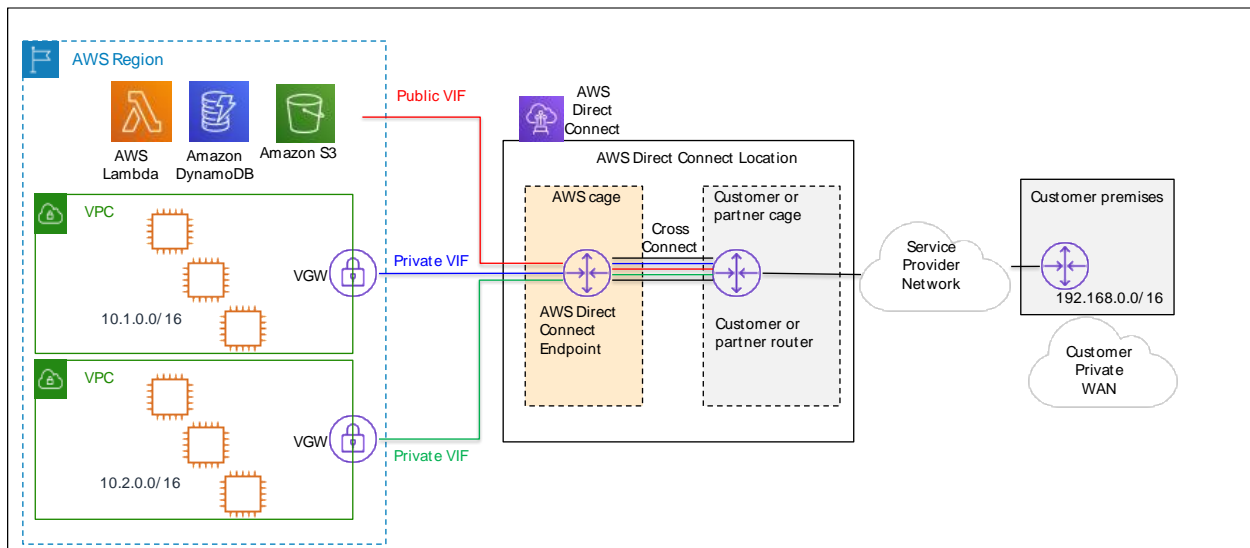 AWS Region
AWS
Lambda
Amazon
DynamoDB
Amazon S3
VPC
VGW
10.1.0.0/16
VPC
VGW
10.2.0.0/16
Public VIF
Private VIF
Private VIF
AWS
Direct
Connect
AWS Direct Connect Location
AWS cage
AWS Direct
Connect
Endpoint
Cross
Connect
Customer or
partner cage
Customer or
partner router
Service
Provider
Network
Customer premises
192.168.0.0/16
Customer
Private
WAN